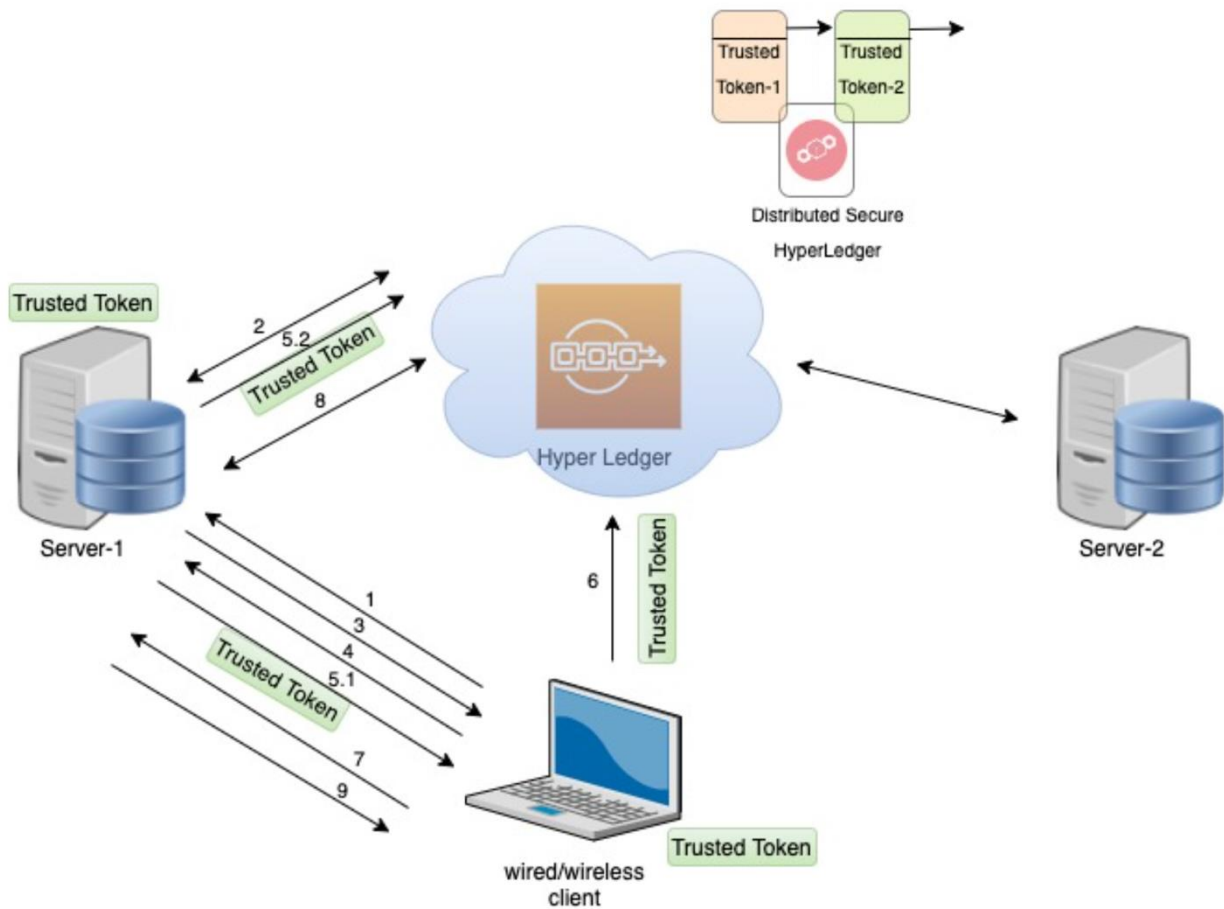 Trusted
Token-1
Trusted
Token-2
Distributed Secure
HyperLedger
Trusted Token
2
5.2
Trusted Token
8
Hyper Ledger
Server-1
Server-2
6
Trusted Token
1
3
4
5.1
Trusted Token
7
9
Trusted Token
wired/wireless
client